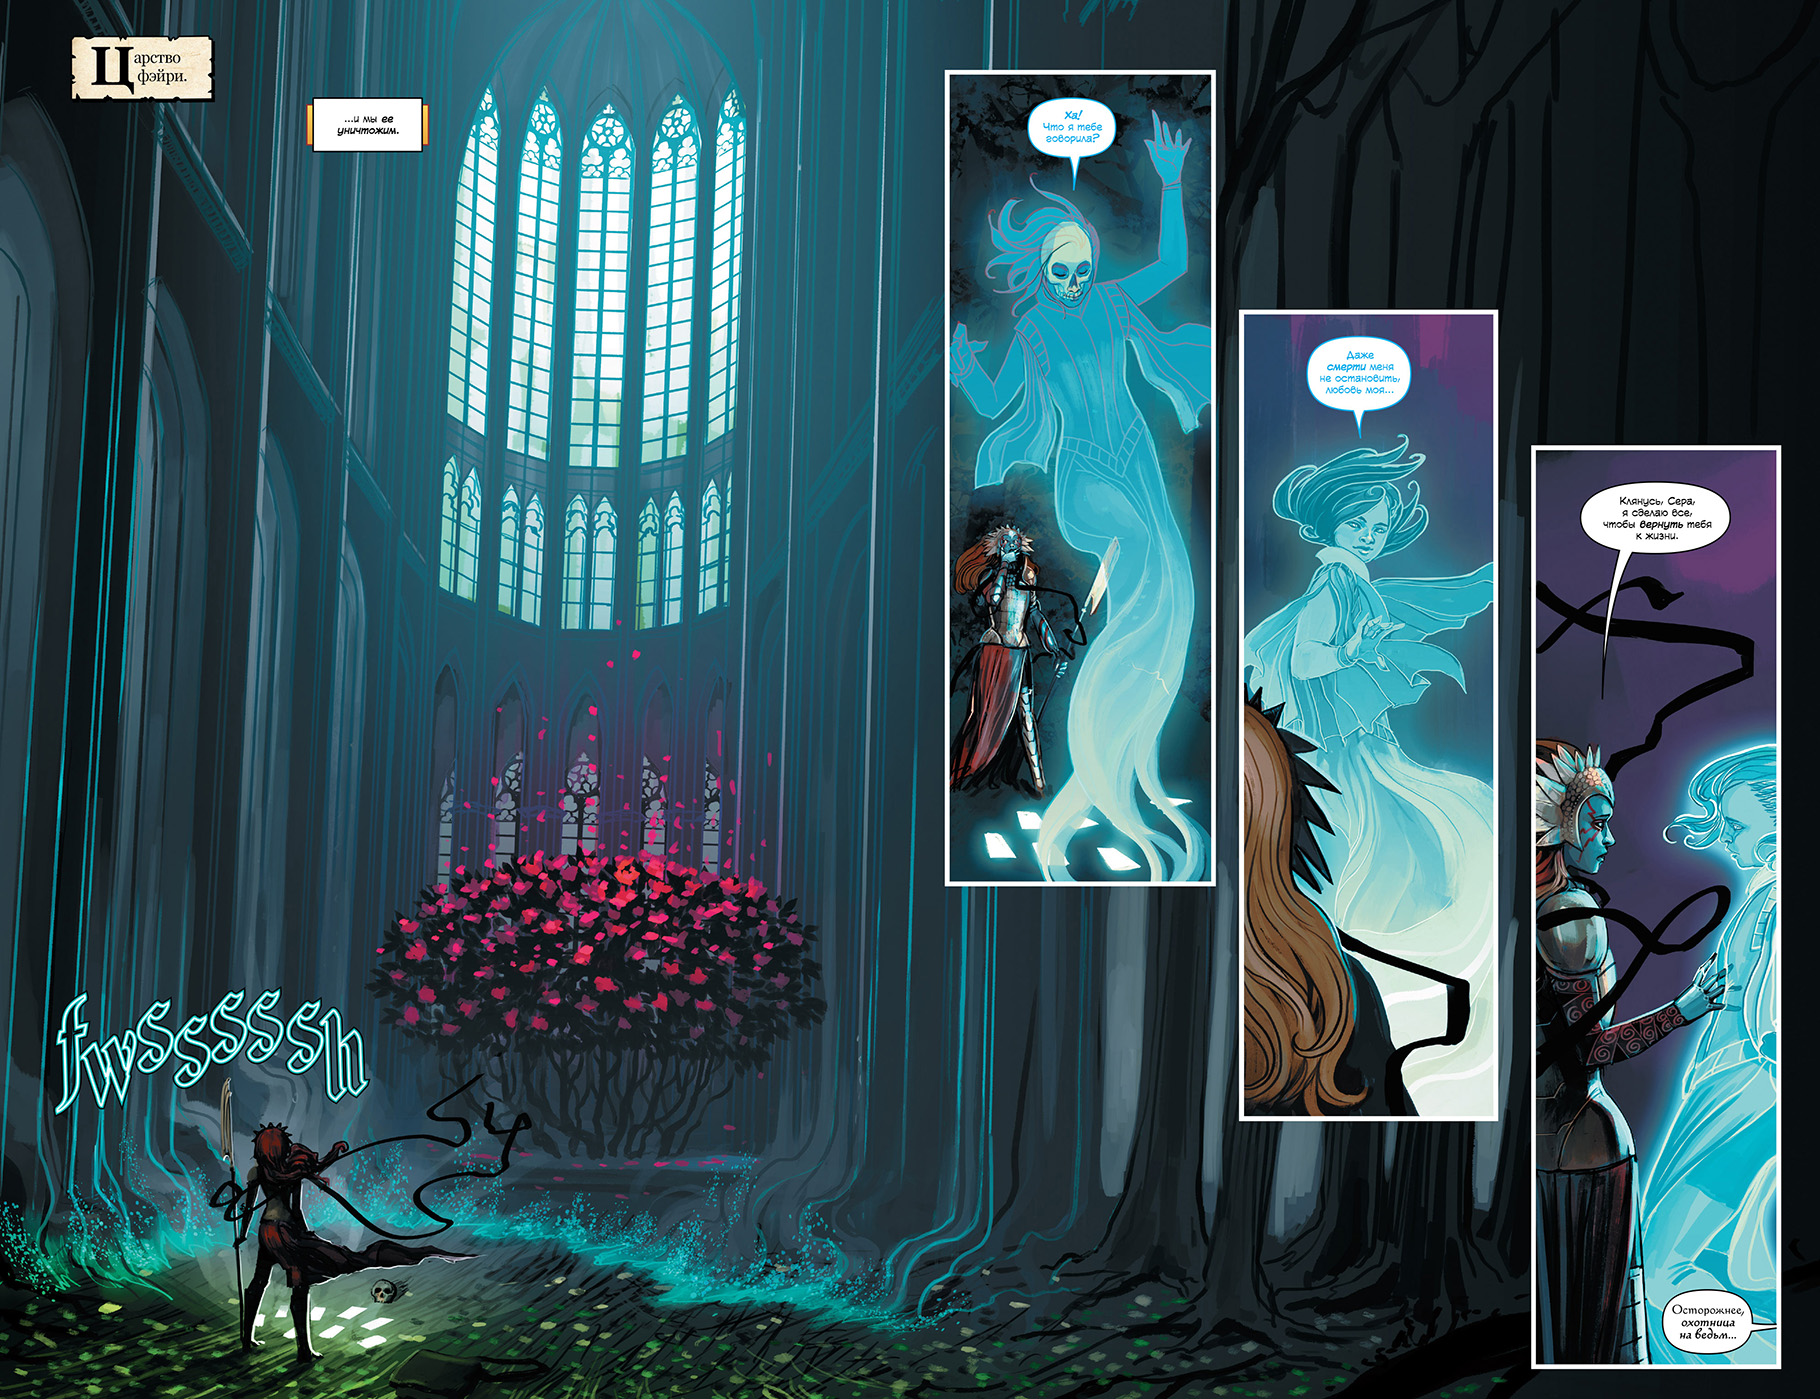 Царство
фэйри.
...и мы ее
уничтожим.
fwsssssh
Ха!
Что я тебе
говорила?
Даже
смерти меня
не остановить,
любовь моя...
Клянусь, Сера,
я сделаю все,
чтобы вернуть тебя
к жизни.
Осторожнее,
охотница
на ведьм...